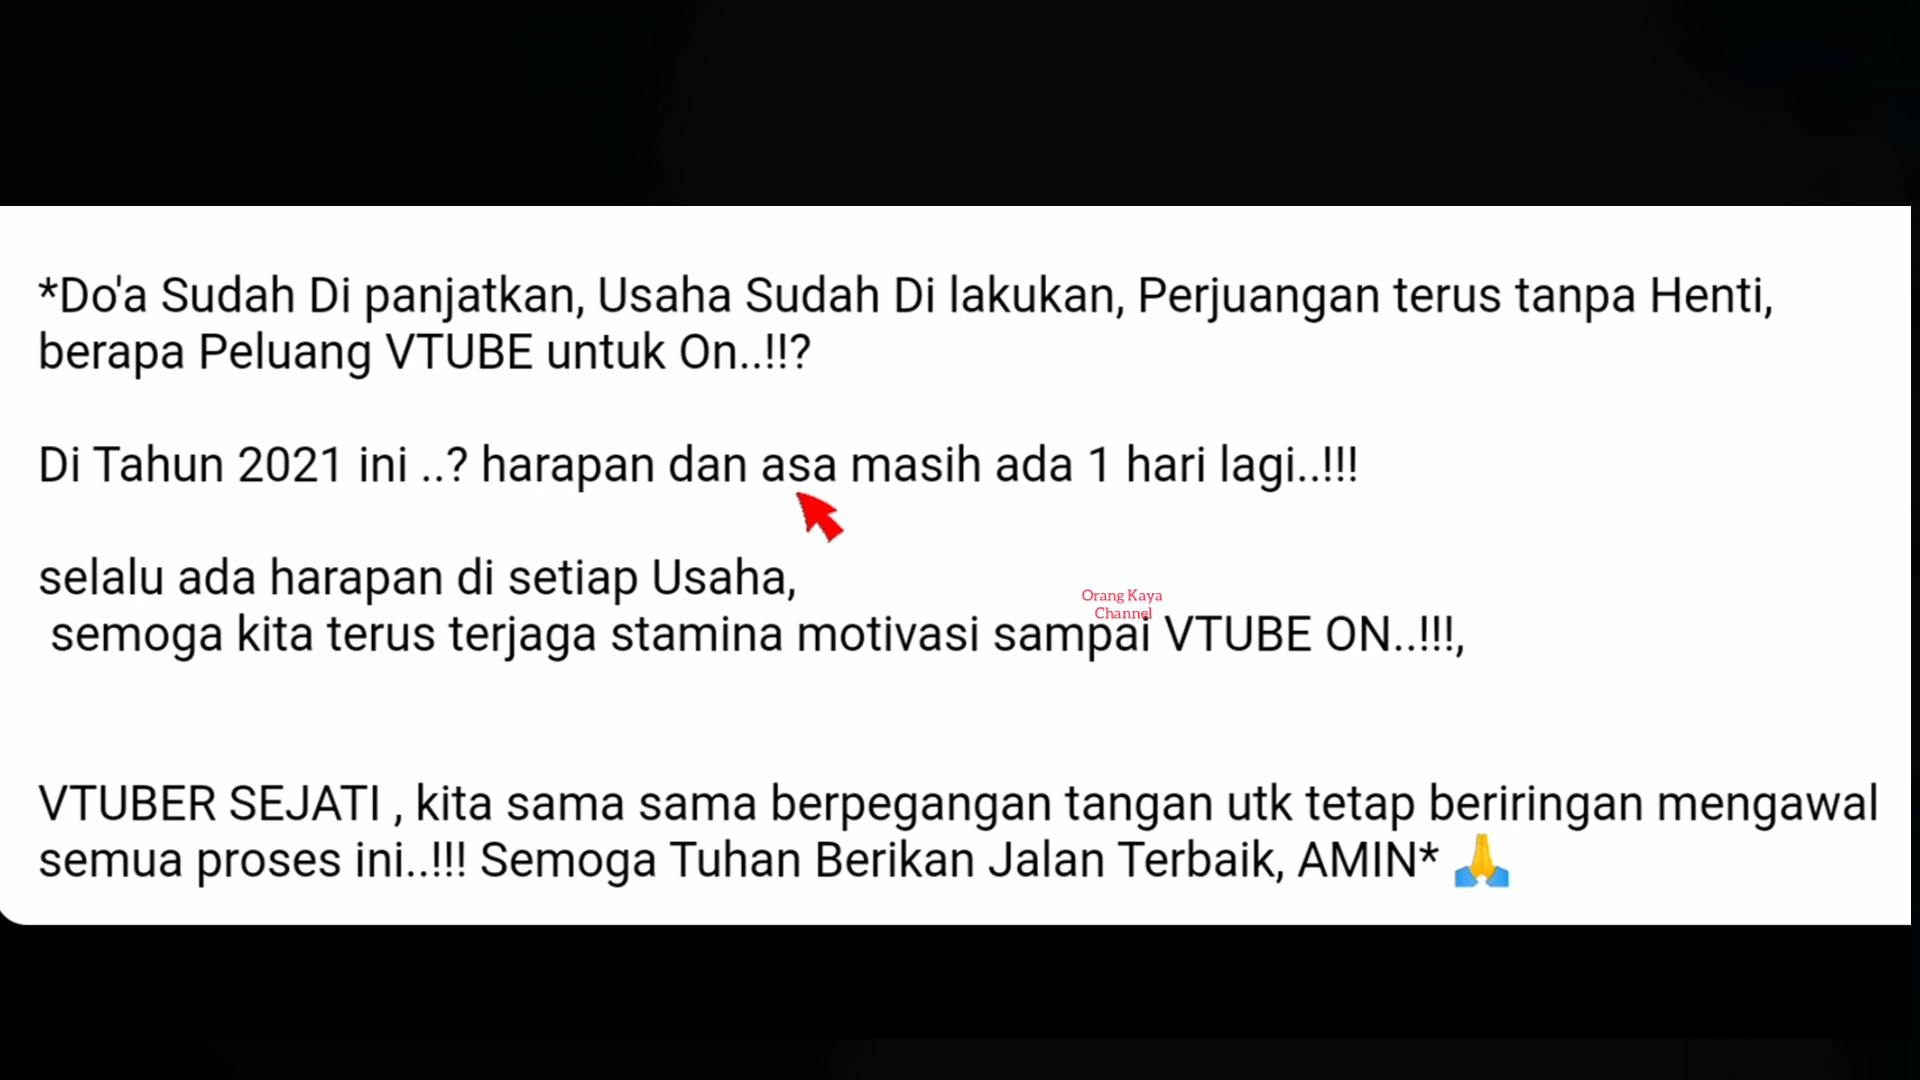 *Do'a Sudah Di panjatkan, Usaha Sudah Di lakukan, Perjuangan terus tanpa Henti,
berapa Peluang VTUBE untuk On..!!?
Di Tahun 2021 ini ..? harapan dan asa masih ada 1 hari lagi..!!!
selalu ada harapan di setiap Usaha,
Orang Kaya
Channel
semoga kita terus terjaga stamina motivasi sampai VTUBE ON..!!!,
VTUBER SEJATI , kita sama sama berpegangan tangan utk tetap beriringan mengawal
semua proses ini..!!! Semoga Tuhan Berikan Jalan Terbaik, AMIN* 🙏